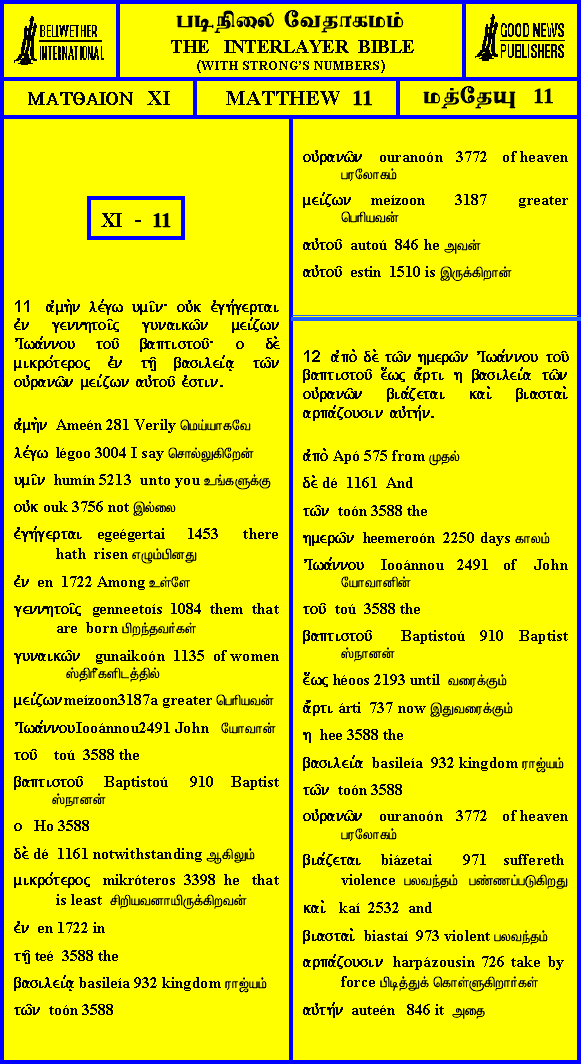 BELLWETHER
INTERNATIONAL
படிநிலை வேதாகமம்
THE INTERLAYER BIBLE
(WITH STRONG'S NUMBERS)
GOOD NEWS
PUBLISHERS
ΜΑΤΘΑΙΟΝ XI
MATTHEW 11
மத்தேயு 11
XI - 11
11 ἀμὴν λέγω υμῖν· οὐκ ἐγήγερται
ἐν γεννητοῖς γυναικῶν μείζων
Ἰωάννου τοῦ βαπτιστοῦ· ο δὲ
μικρότερος ἐν τῇ βασιλείᾳ τῶν
οὐρανῶν μείζων αὐτοῦ ἐστιν.
ἀμὴν Ameén 281 Verily மெய்யாகவே
λέγω légoo 3004 I say சொல்லுகிறேன்
υμῖν humín 5213 unto you உங்களுக்கு
οὐκ ouk 3756 not இல்லை
ἐγήγερται egeégertai 1453 there
hath risen எழும்பினது
ἐν en 1722 Among உள்ளே
γεννητοῖς genneetoís 1084 them that
are born பிறந்தவர்கள்
γυναικῶν gunaikoón 1135 of women
ஸ்திரீகளிடத்தில்
μείζων meízoon3187a greater பெரியவன்
Ἰωάννου Iooánnou2491 John யோவான்
τοῦ toú 3588 the
βαπτιστοῦ Baptistoú 910 Baptist
ஸ்நானன்
ο Ho 3588
δὲ dé 1161 notwithstanding ஆகிலும்
μικρότερος mikróteros 3398 he that
is least சிறியவனாயிருக்கிறவன்
ἐν en 1722 in
τῇ teé 3588 the
βασιλείᾳ basileía 932 kingdom ராஜ்யம்
τῶν toón 3588
οὐρανῶν ouranoón 3772 of heaven
பரலோகம்
μείζων meízoon 3187 greater
பெரியவன்
αὐτοῦ autoú 846 he அவன்
αὐτοῦ estin 1510 is இருக்கிறான்
12 ἀπὸ δὲ τῶν ημερῶν Ἰωάννου τοῦ
βαπτιστοῦ ἕως ἄρτι η βασιλεία τῶν
οὐρανῶν βιάζεται καὶ βιασταὶ
αρπάζουσιν αὐτήν.
ἀπὸ Apó 575 from முதல்
δὲ dé 1161 And
τῶν toón 3588 the
ημερῶν heemeroón 2250 days காலம்
Ἰωάννου Iooánnou 2491 of John
யோவானின்
τοῦ toú 3588 the
βαπτιστοῦ Baptistoú 910 Baptist
ஸ்நானன்
ἕως héoos 2193 until வரைக்கும்
ἄρτι árti 737 now இதுவரைக்கும்
η hee 3588 the
βασιλεία basileía 932 kingdom ராஜ்யம்
τῶν toón 3588
οὐρανῶν ouranoón 3772 of heaven
பரலோகம்
βιάζεται biázetai 971 suffereth
violence பலவந்தம் பண்ணப்படுகிறது
καὶ kaí 2532 and
βιασταὶ biastaí 973 violent பலவந்தம்
αρπάζουσιν harpázousin 726 take by
force பிடித்துக் கொள்ளுகிறார்கள்
αὐτήν auteén 846 it அதை